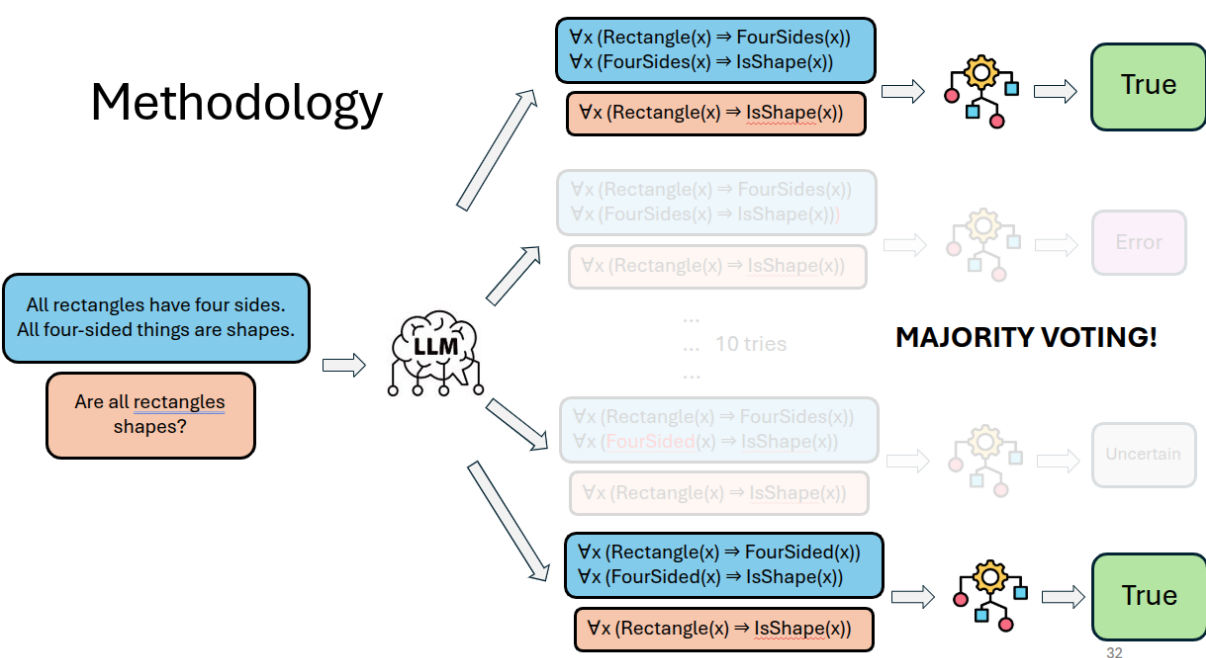 Methodology
All rectangles have four sides.
All four-sided things are shapes.
Are all rectangles
shapes?
LLM
∀x (Rectangle(x) ⇒ FourSides(x))
∀x (FourSides(x) ⇒ IsShape(x))
∀x (Rectangle(x) ⇒ IsShape(x))
True
∀x (Rectangle(x) ⇒ FourSides(x))
∀x (FourSides(x) ⇒ IsShape(x)))
∀x (Rectangle(x) ⇒ IsShape(x))
Error
...
... 10 tries
...
MAJORITY VOTING!
∀x (Rectangle(x) ⇒ FourSides(x))
∀x (FourSided(x) ⇒ IsShape(x))
∀x (Rectangle(x) ⇒ IsShape(x))
Uncertain
∀x (Rectangle(x) ⇒ FourSided(x))
∀x (FourSided(x) ⇒ IsShape(x))
∀x (Rectangle(x) ⇒ IsShape(x))
True
32